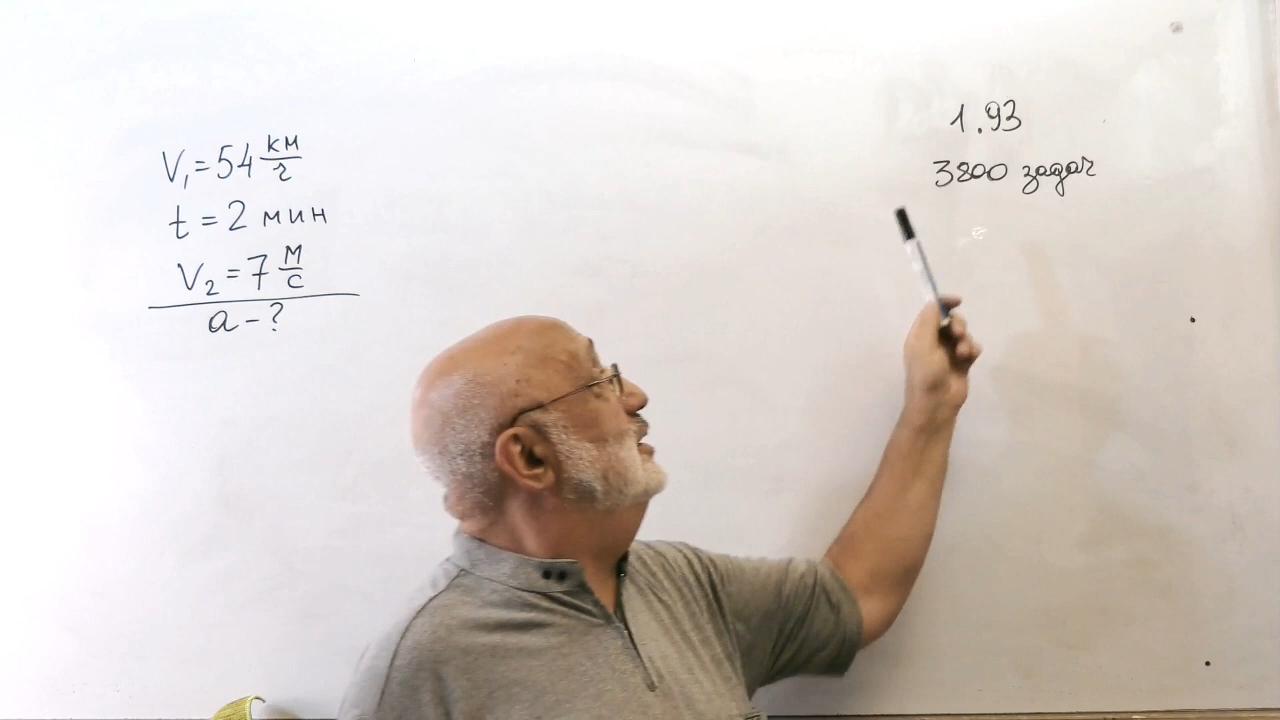 V₁ = 54 км/г
t = 2 мин
V₂ = 7 м/с
a - ?
1.93
3800 задач